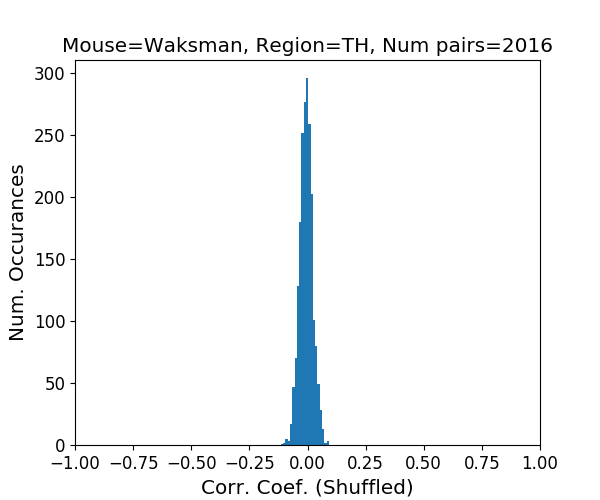 Mouse=Waksman, Region=TH, Num pairs=2016
300
250
200
150
100
50
0
Num. Occurances
−1.00 −0.75 −0.50 −0.25 0.00 0.25 0.50 0.75 1.00
Corr. Coef. (Shuffled)